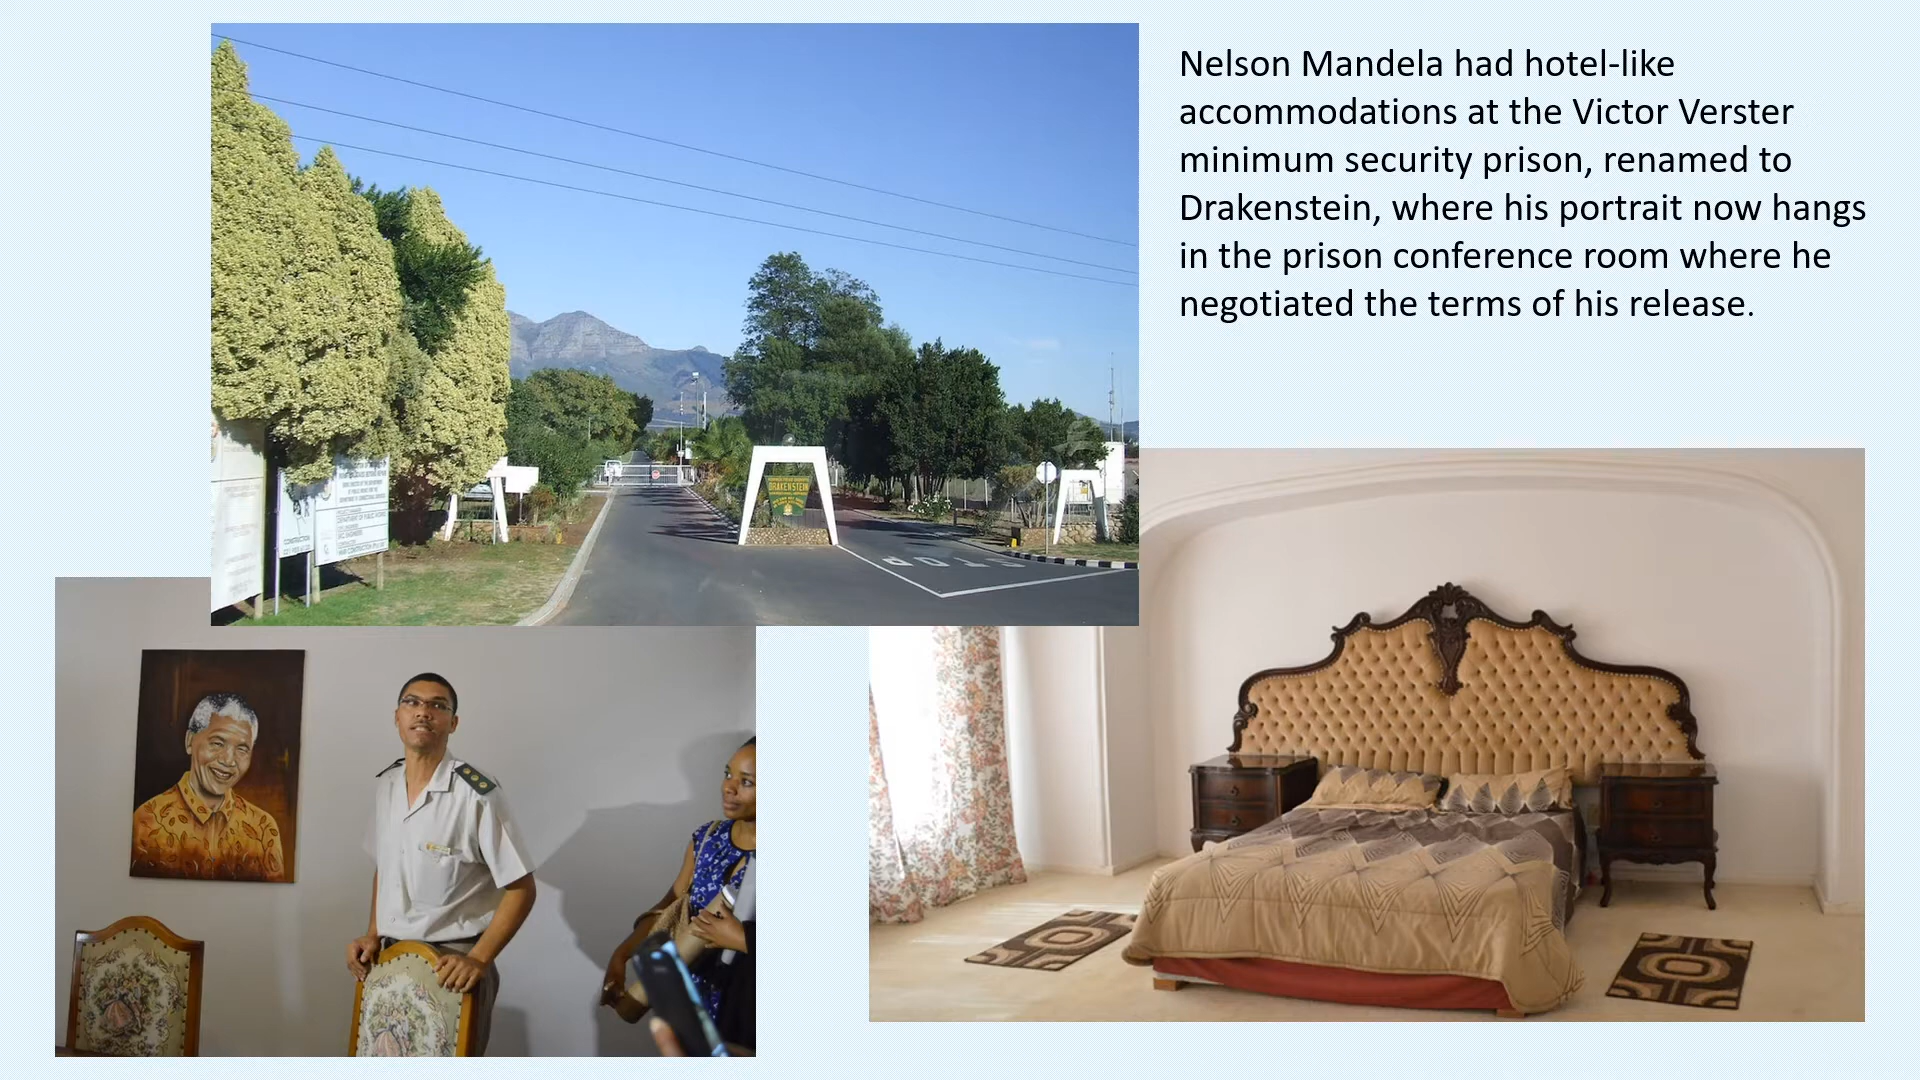 Nelson Mandela had hotel-like
accommodations at the Victor Verster
minimum security prison, renamed to
Drakenstein, where his portrait now hangs
in the prison conference room where he
negotiated the terms of his release.
DRAKENSTEIN
STOP